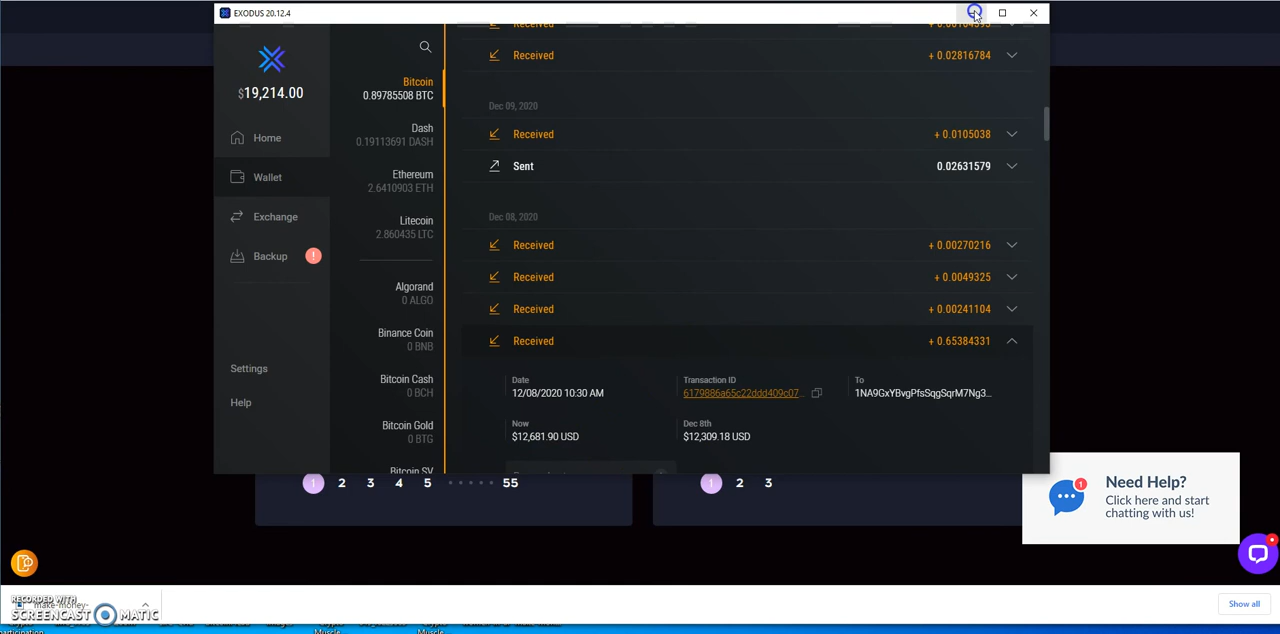 EXODUS 20.12.4
$19,214.00
Home
Wallet
Exchange
Backup !
Settings
Help
Bitcoin
0.89785508 BTC
Dash
0.19113691 DASH
Ethereum
2.6410903 ETH
Litecoin
2.860435 LTC
Algorand
0 ALGO
Binance Coin
0 BNB
Bitcoin Cash
0 BCH
Bitcoin Gold
0 BTG
Bitcoin SV
Received
Received + 0.02816784
Dec 09, 2020
Received + 0.0105038
Sent 0.02631579
Dec 08, 2020
Received + 0.00270216
Received + 0.0049325
Received + 0.00241104
Received + 0.65384331
Date Transaction ID To
12/08/2020 10:30 AM 6179886a65c22ddd409c07... 1NA9GxYBvgPfsSqgSqrM7Ng3...
Now Dec 8th
$12,681.90 USD $12,309.18 USD
1 2 3 4 5 ...... 55
1 2 3
1
Need Help?
Click here and start
chatting with us!
RECORDED WITH
SCREENCAST MATIC
make-money-
Show all